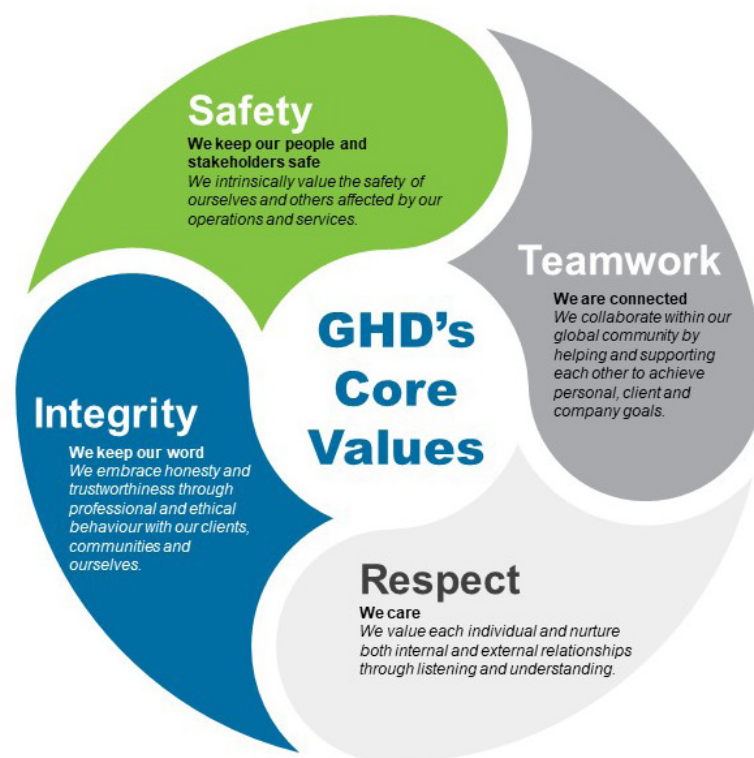 Safety
We keep our people and
stakeholders safe
We intrinsically value the safety of
ourselves and others affected by our
operations and services.
Teamwork
We are connected
We collaborate within our
global community by
helping and supporting
each other to achieve
personal, client and
company goals.
GHD's
Core
Values
Integrity
We keep our word
We embrace honesty and
trustworthiness through
professional and ethical
behaviour with our clients,
communities and
ourselves.
Respect
We care
We value each individual and nurture
both internal and external relationships
through listening and understanding.